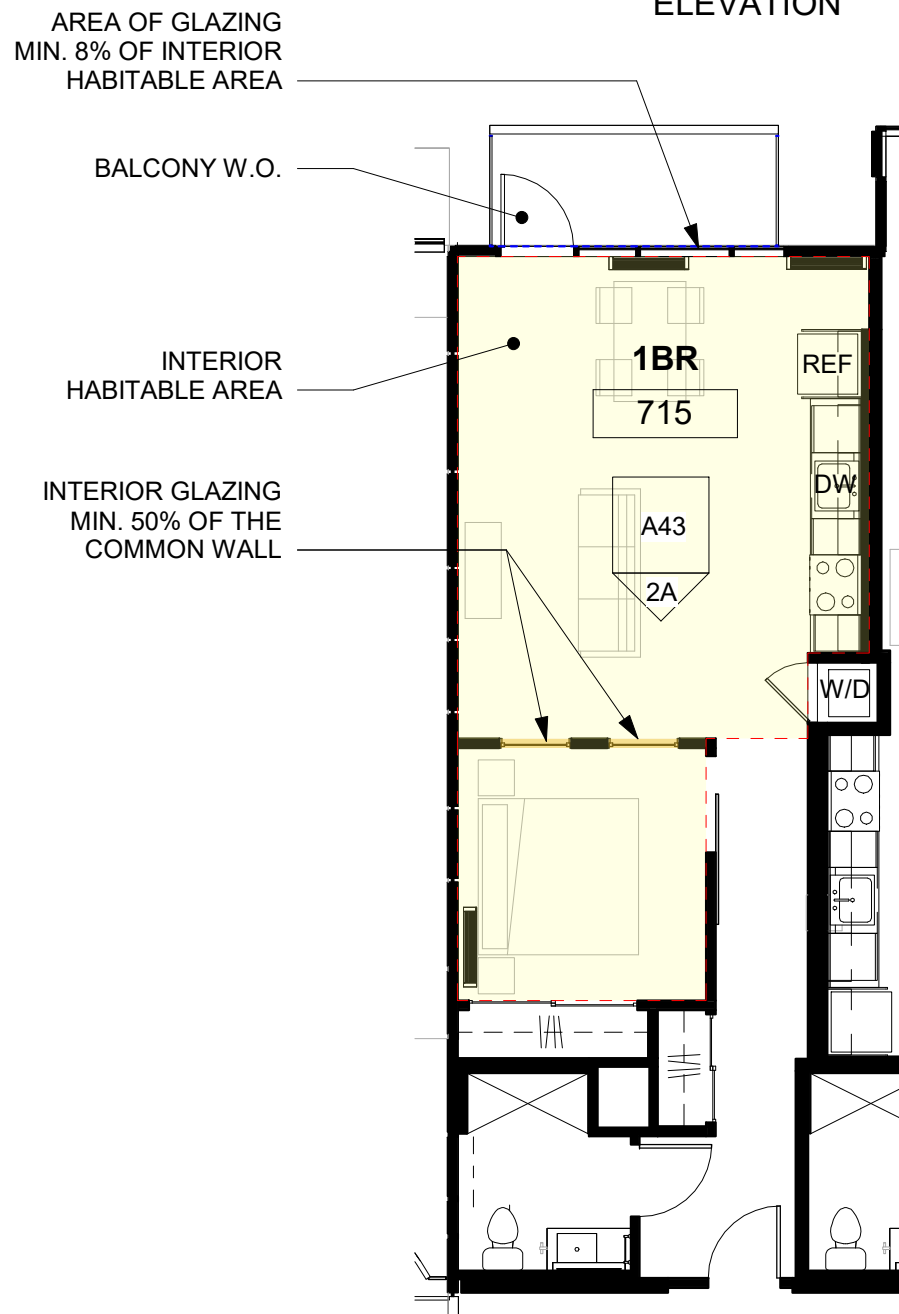 ELEVATION
AREA OF GLAZING
MIN. 8% OF INTERIOR
HABITABLE AREA
BALCONY W.O.
INTERIOR
HABITABLE AREA
1BR
715
REF
INTERIOR GLAZING
MIN. 50% OF THE
COMMON WALL
DW
A43
2A
W/D